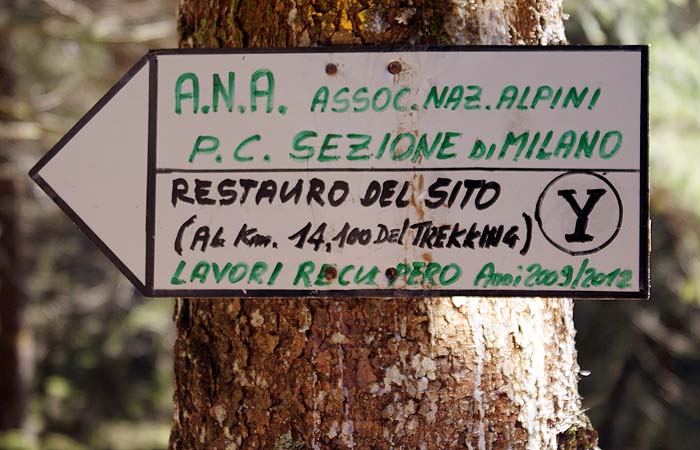 A.N.A. ASSOC. NAZ. ALPINI
P.C. SEZIONE di MILANO
RESTAURO DEL SITO
(AL Km. 14,100 DEL TREKKING) Y
LAVORI RECUPERO Anni 2009/2012